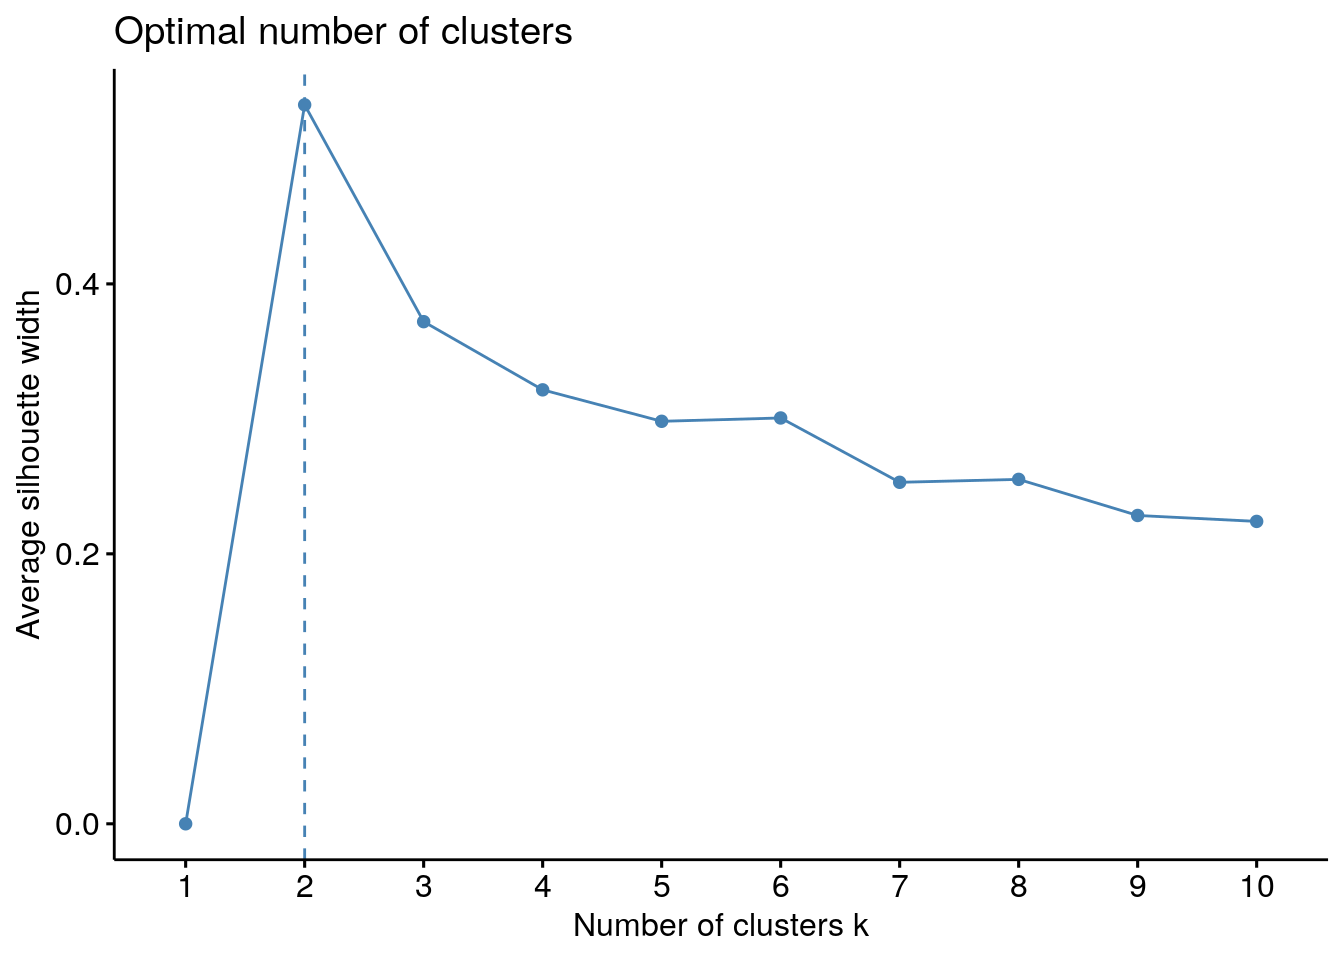 Optimal number of clusters
Average silhouette width
0.4
0.2
0.0
1 2 3 4 5 6 7 8 9 10
Number of clusters k